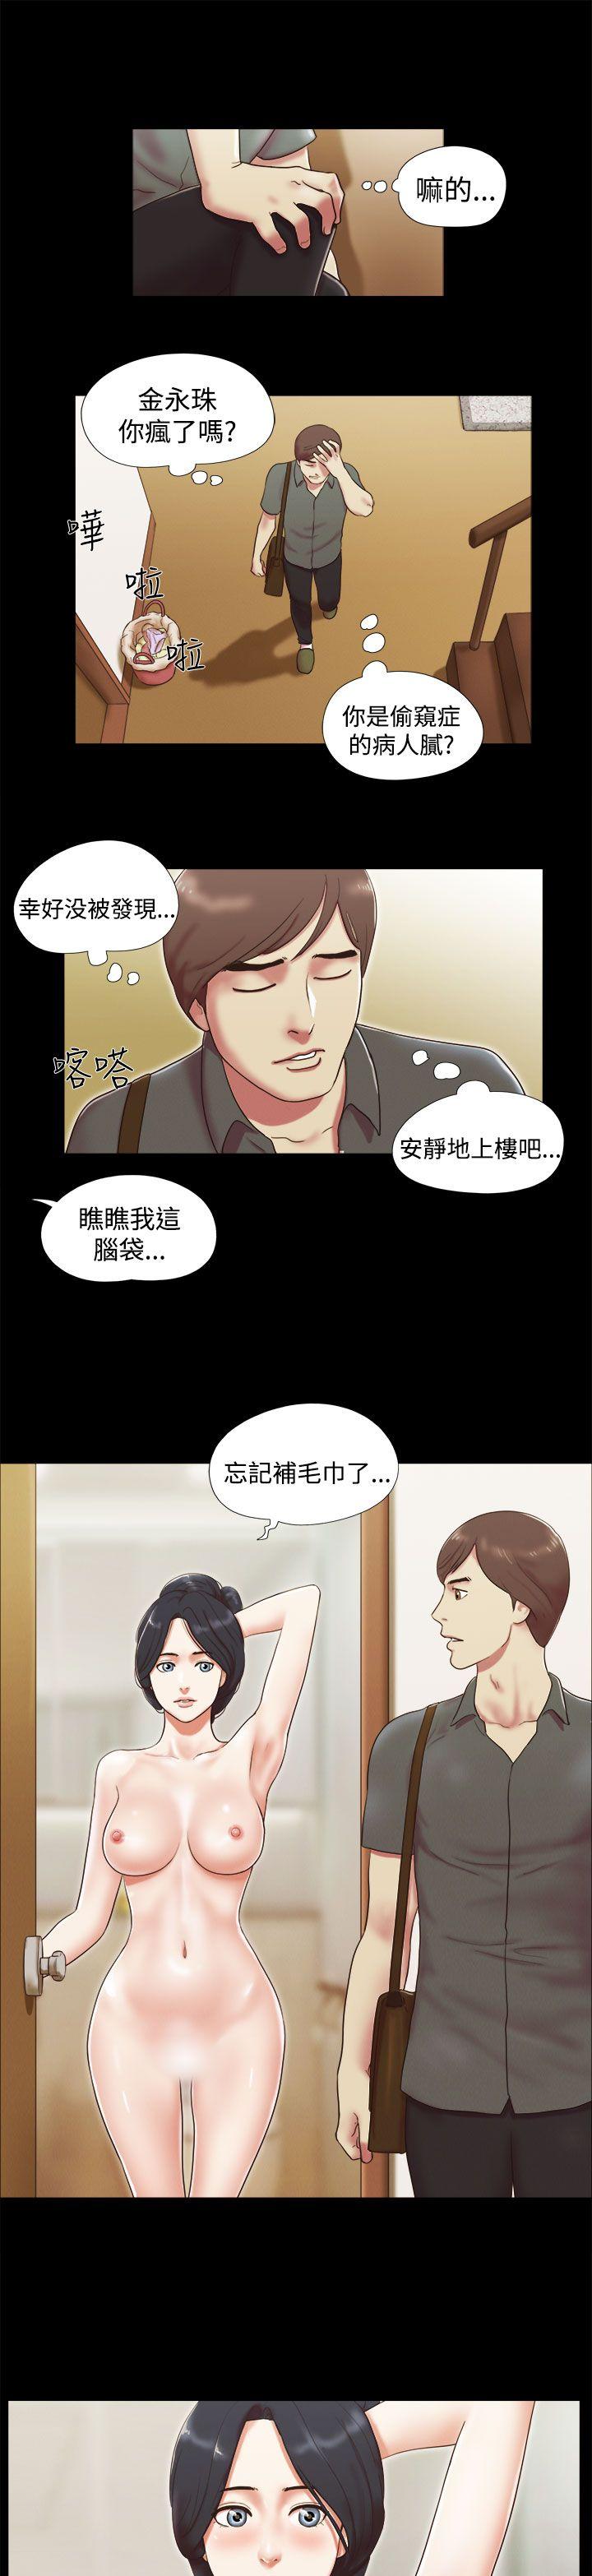 嘛的...
金永珠
你瘋了嗎?
嘩
啦
啦
你是偷窺症
的病人膩?
幸好没被發現...
喀嗒
安靜地上樓吧...
瞧瞧我這
腦袋...
忘記補毛巾了...